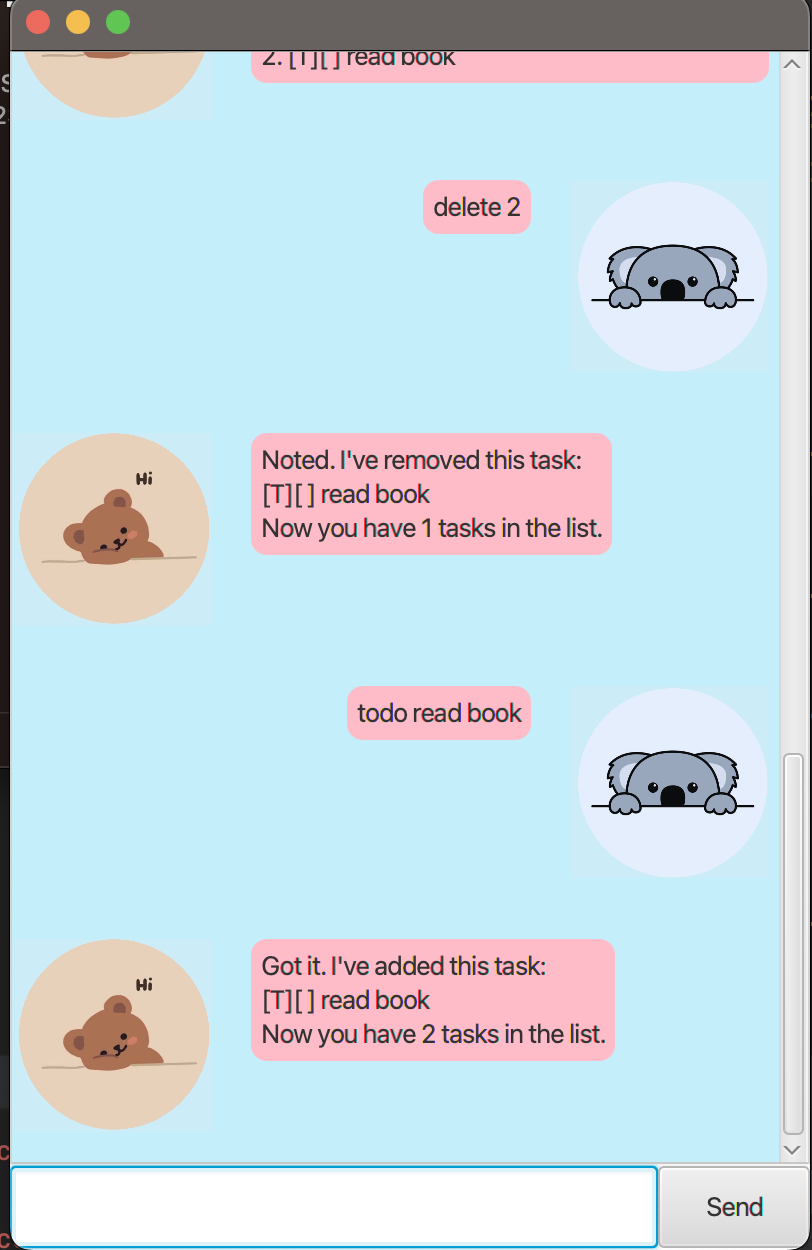 2. [T][ ] read book
delete 2
Hi
Noted. I've removed this task:
[T][ ] read book
Now you have 1 tasks in the list.
todo read book
Hi
Got it. I've added this task:
[T][ ] read book
Now you have 2 tasks in the list.
Send